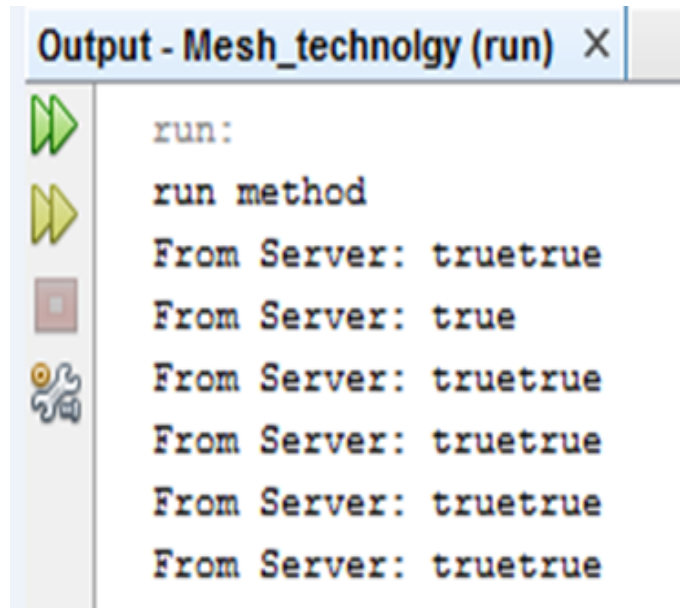 Output - Mesh_technolgy (run) ×
run:
run method
From Server: truetrue
From Server: true
From Server: truetrue
From Server: truetrue
From Server: truetrue
From Server: truetrue